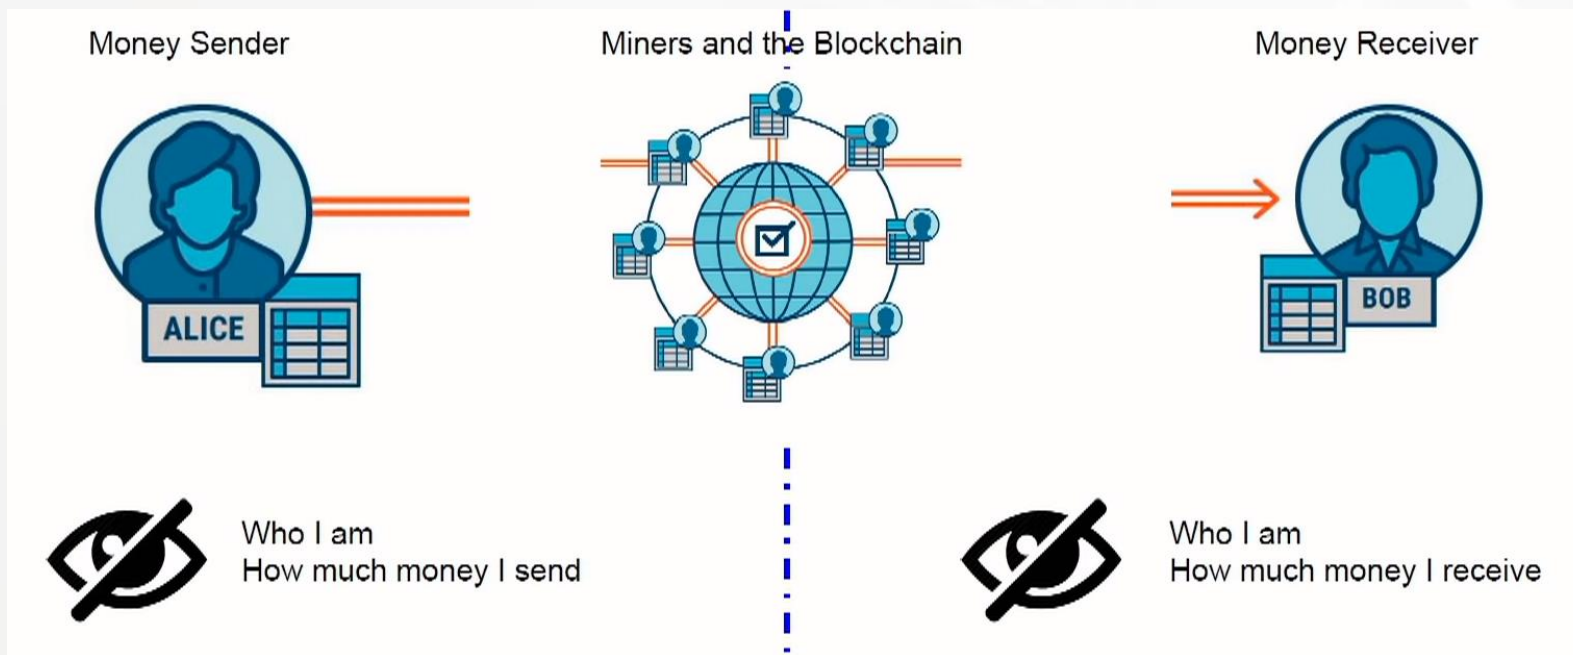 Money Sender
Miners and the Blockchain
Money Receiver
ALICE
BOB
Who I am
How much money I send
Who I am
How much money I receive